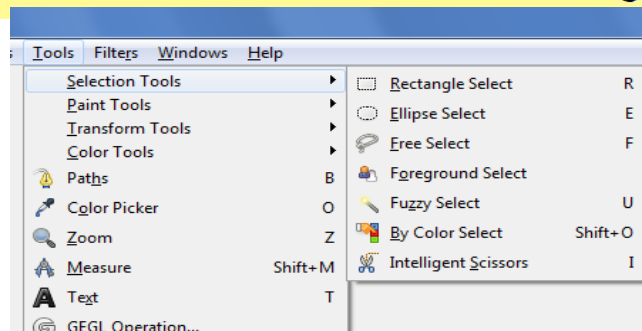 Tools Filters Windows Help
Selection Tools
Paint Tools
Transform Tools
Color Tools
Paths B
Color Picker O
Zoom Z
Measure Shift+M
Text T
GEGL Operation...
Rectangle Select R
Ellipse Select E
Free Select F
Foreground Select
Fuzzy Select U
By Color Select Shift+O
Intelligent Scissors I